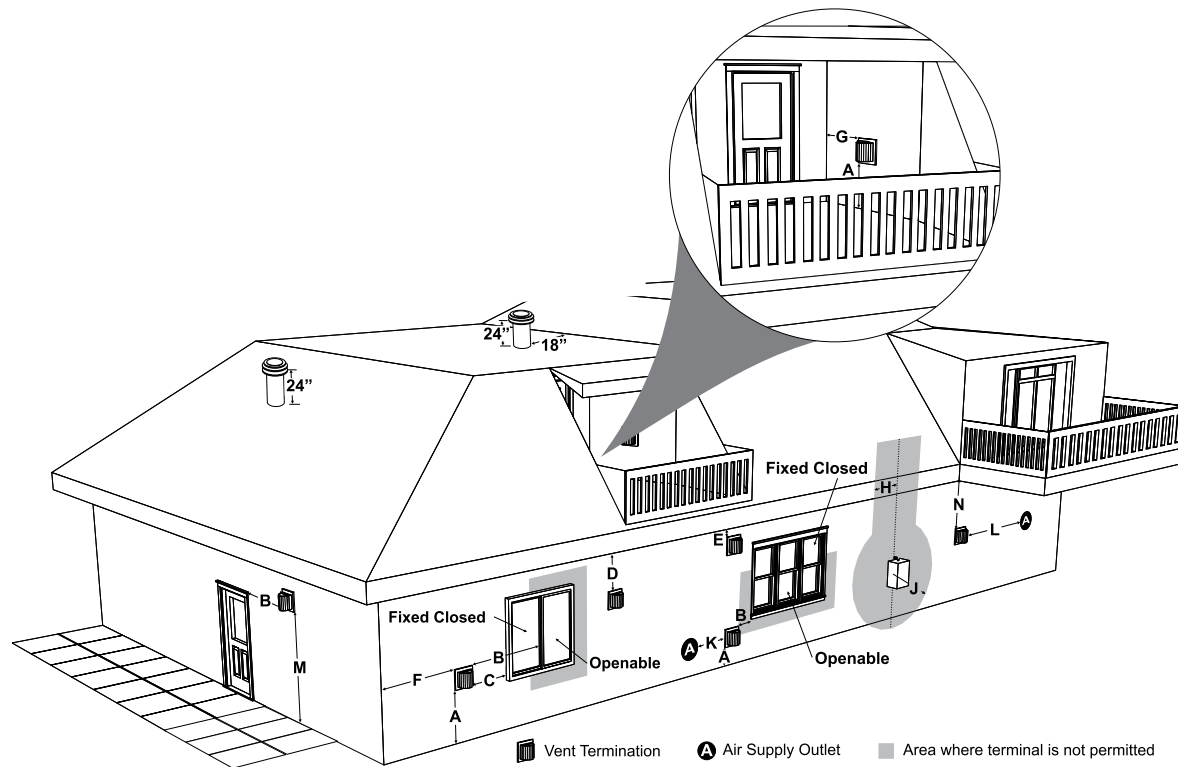 G
A
24”
18”
24”
Fixed Closed
H
N
L
A
E
D
B
Fixed Closed
B
J
K
A
A
B
Openable
Openable
M
F
C
A
Vent Termination
A Air Supply Outlet
Area where terminal is not permitted